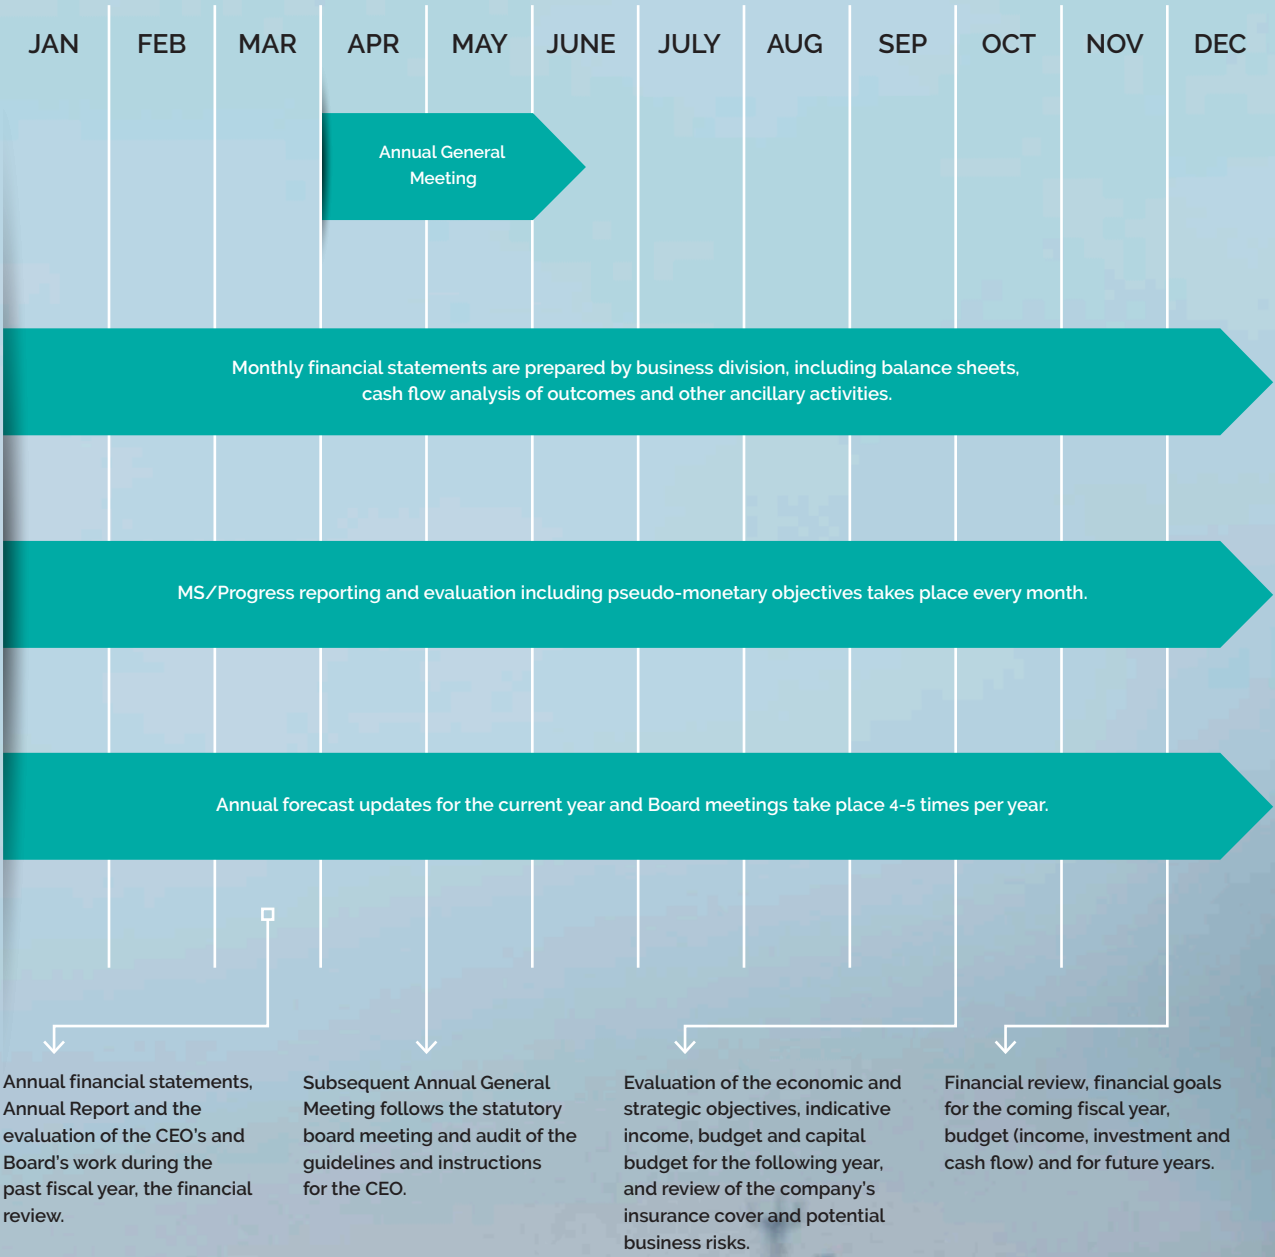 JAN FEB MAR APR MAY JUNE JULY AUG SEP OCT NOV DEC
Annual General
Meeting
Monthly financial statements are prepared by business division, including balance sheets,
cash flow analysis of outcomes and other ancillary activities.
MS/Progress reporting and evaluation including pseudo-monetary objectives takes place every month.
Annual forecast updates for the current year and Board meetings take place 4-5 times per year.
Annual financial statements,
Annual Report and the
evaluation of the CEO's and
Board's work during the
past fiscal year, the financial
review.
Subsequent Annual General
Meeting follows the statutory
board meeting and audit of the
guidelines and instructions
for the CEO.
Evaluation of the economic and
strategic objectives, indicative
income, budget and capital
budget for the following year,
and review of the company's
insurance cover and potential
business risks.
Financial review, financial goals
for the coming fiscal year,
budget (income, investment and
cash flow) and for future years.